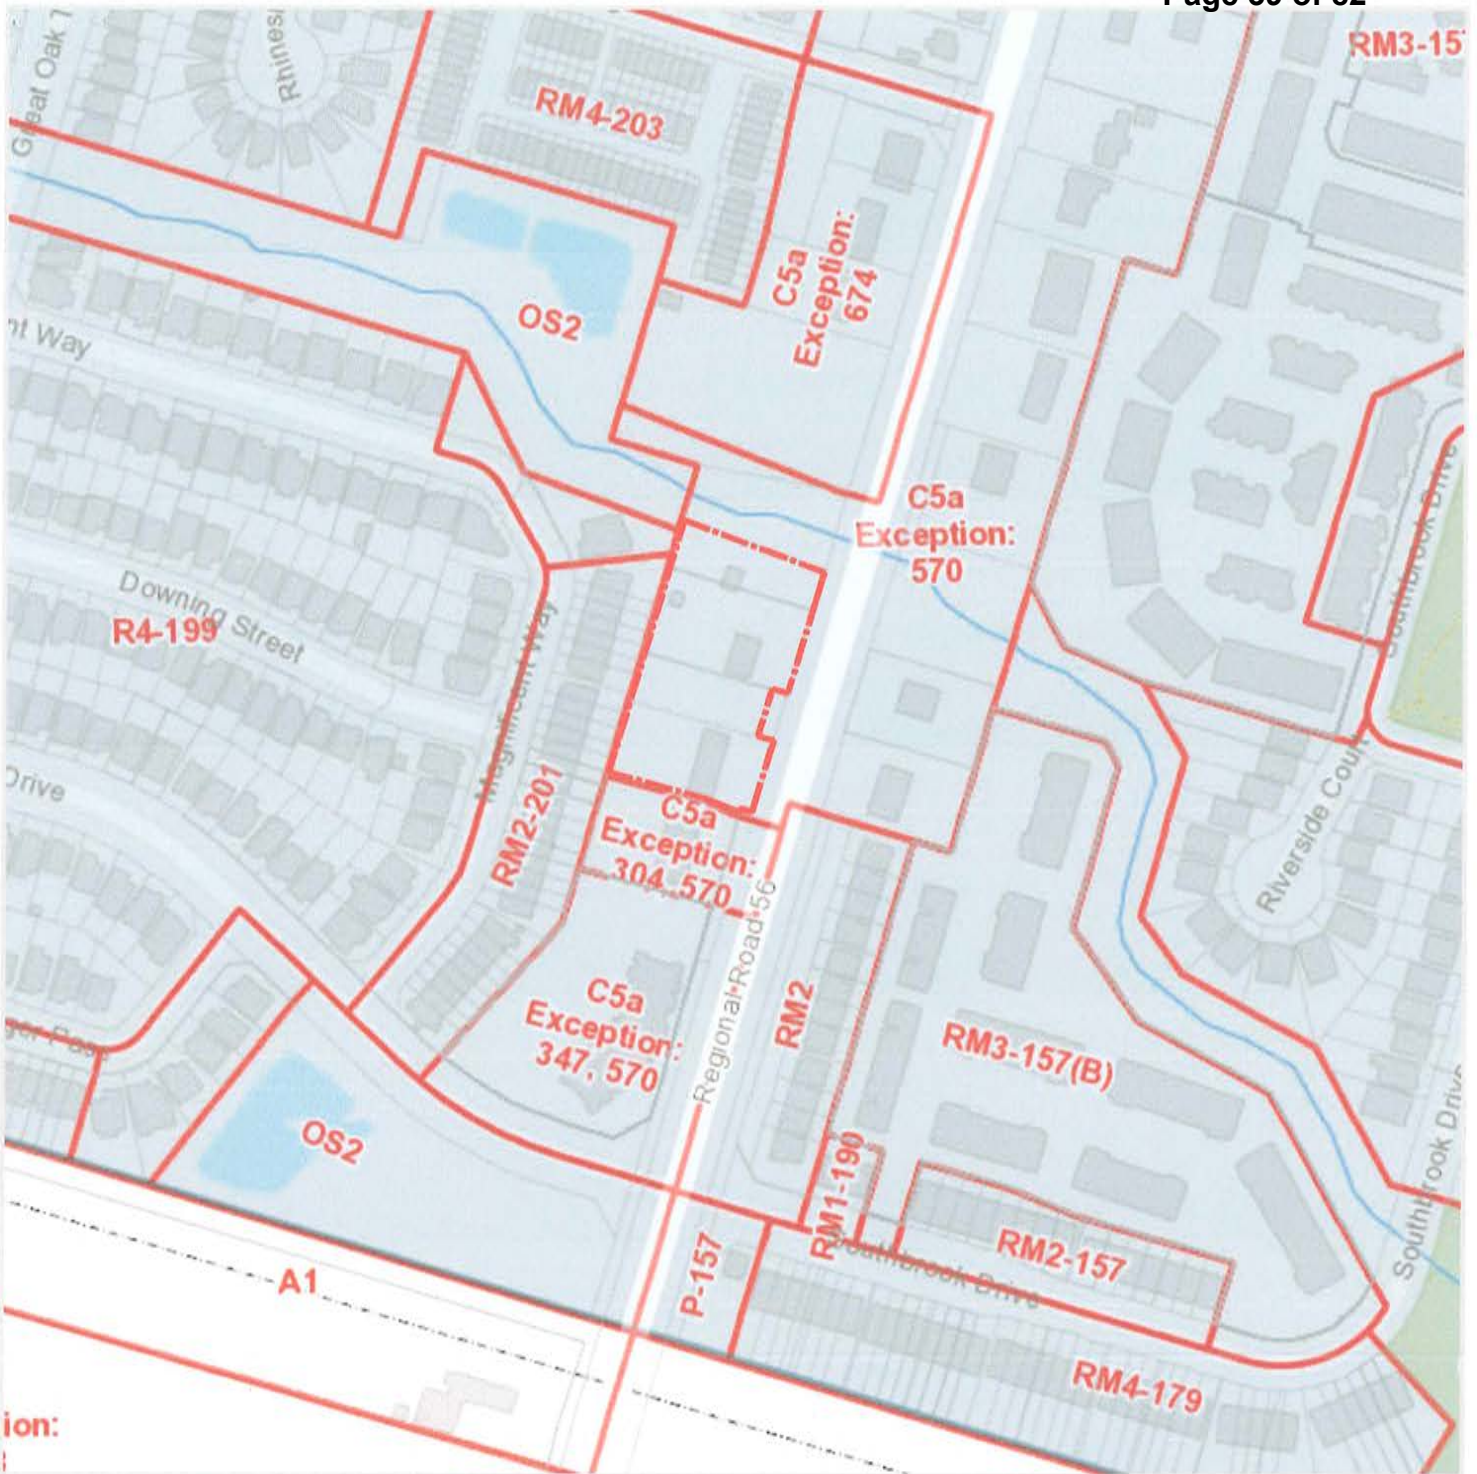 Great Oak T
RM3-15
RM4-203
C5a
Exception:
674
OS2
nt Way
C5a
Exception:
570
Southbrook Drive
Downing Street
R4-199
Magnificent Way
Drive
RM2-201
C5a
Exception:
304, 570
Riverside Court
Regional Road 56
C5a
Exception:
347, 570
RM2
RM3-157(B)
OS2
RM1-190
Southbrook Drive
P-157
RM2-157
Southbrook Drive
A1
RM4-179
ion: